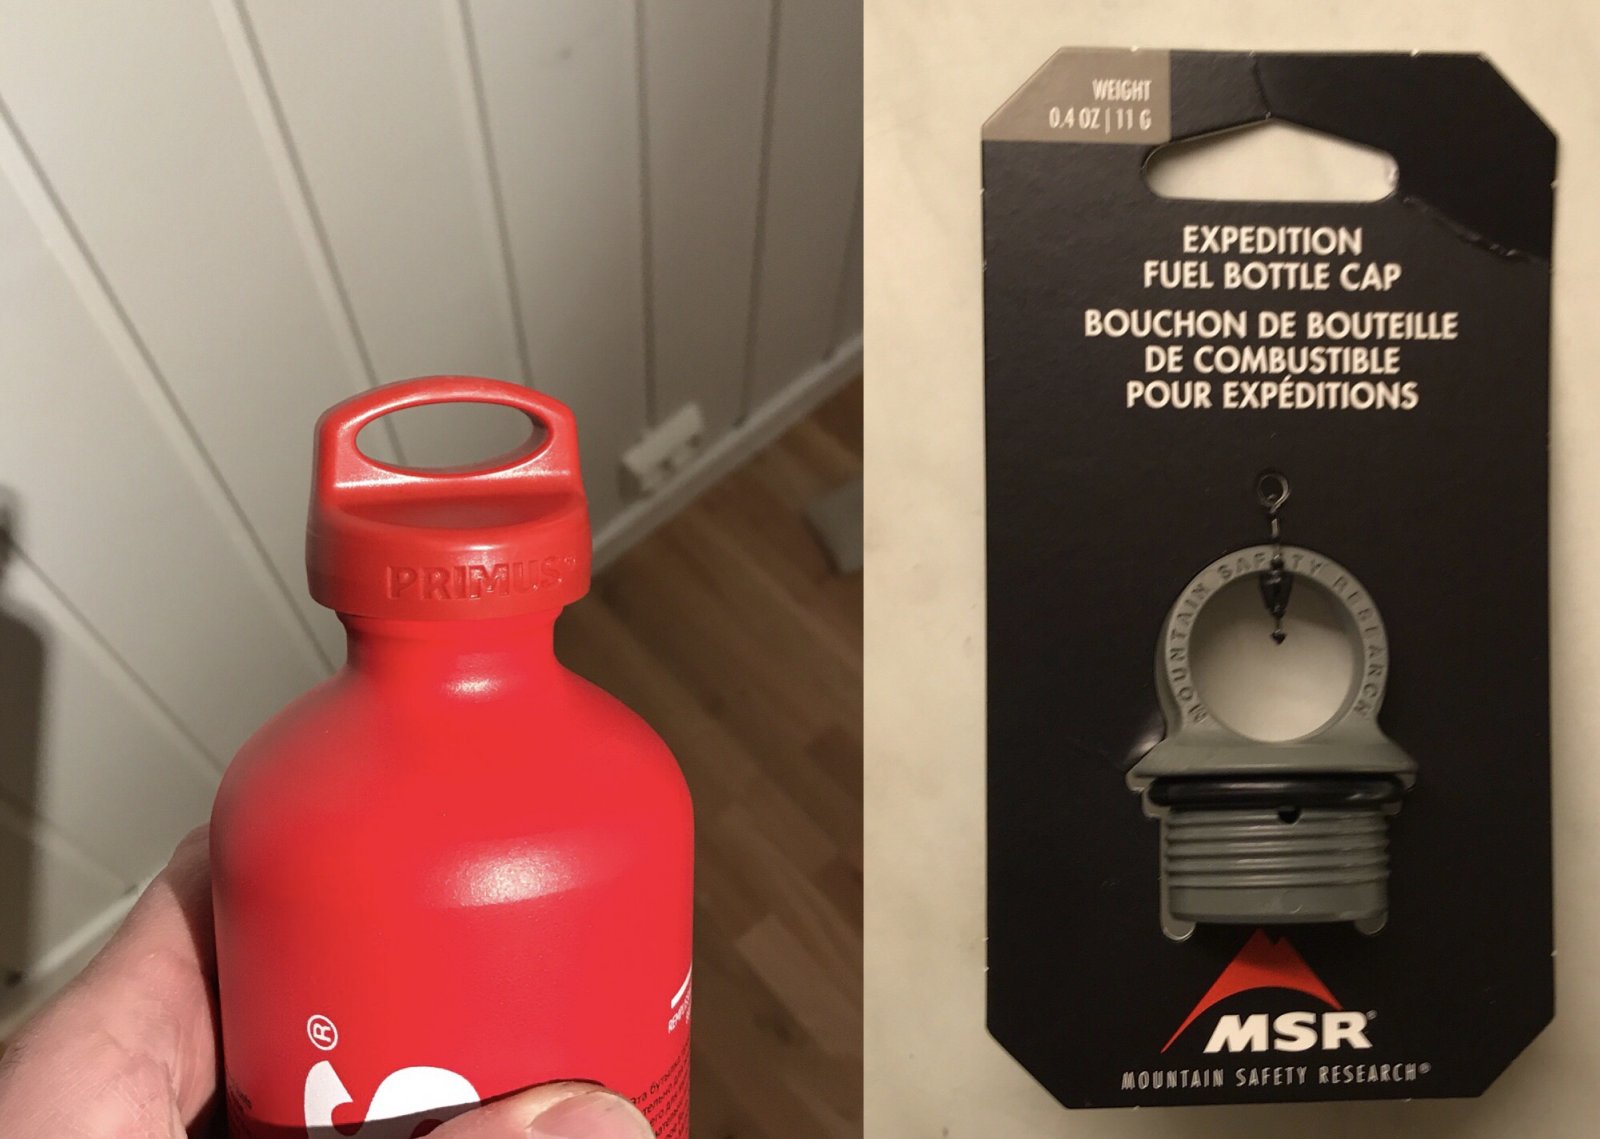 PRIMUS™
®
WEIGHT
0.4 OZ | 11 G
EXPEDITION
FUEL BOTTLE CAP
BOUCHON DE BOUTEILLE
DE COMBUSTIBLE
POUR EXPÉDITIONS
MOUNTAIN SAFETY RESEARCH
MSR®
MOUNTAIN SAFETY RESEARCH®